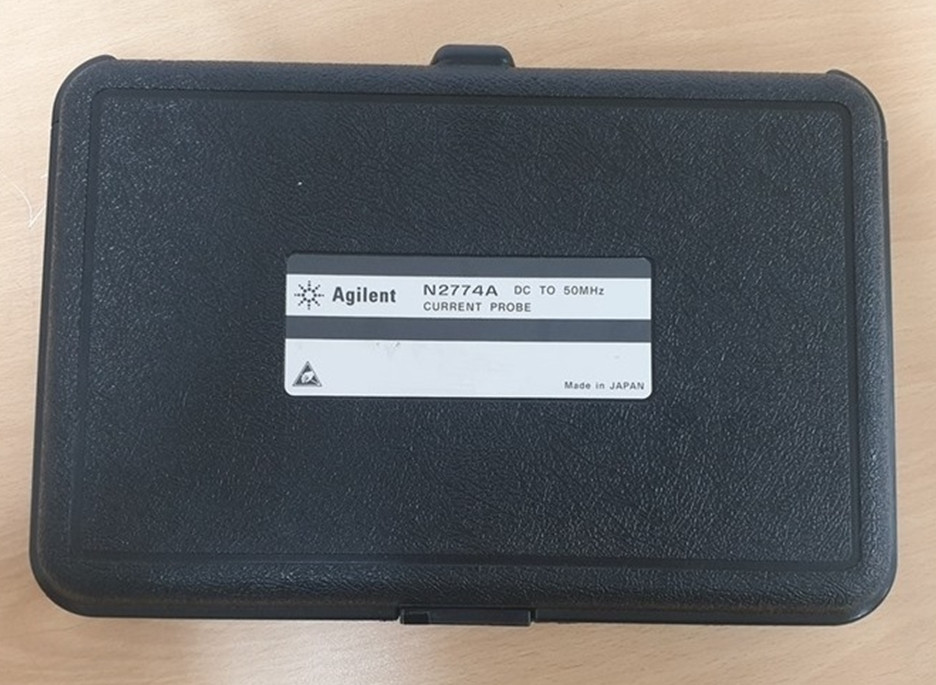 Agilent N2774A DC TO 50MHz
CURRENT PROBE
Made in JAPAN